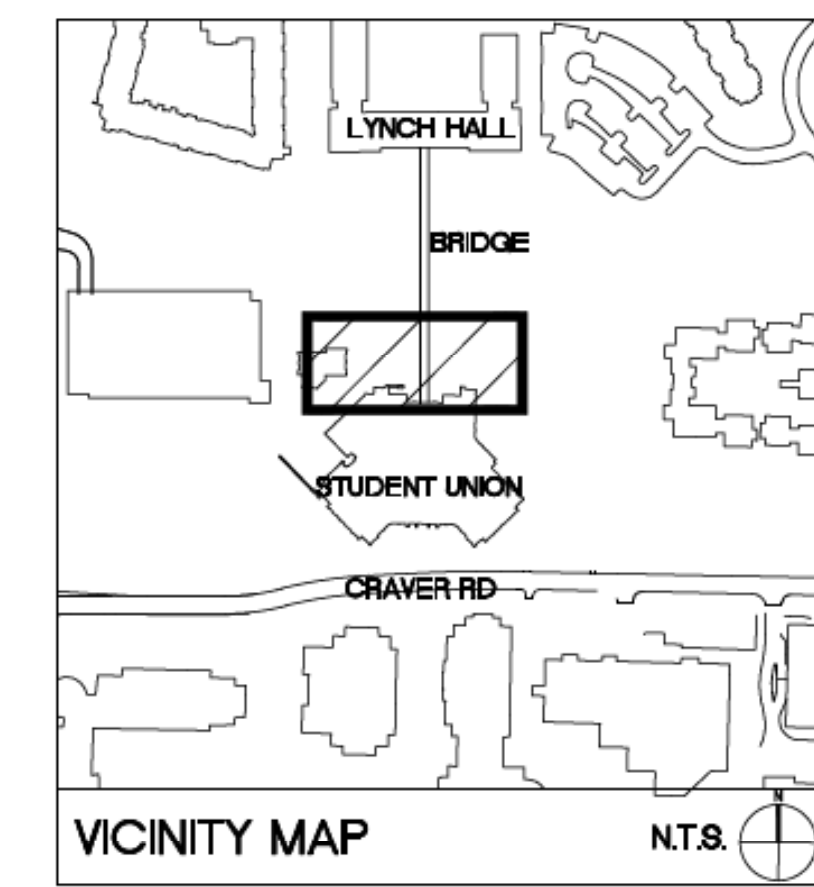 LYNCH HALL
BRIDGE
STUDENT UNION
CRAVER RD
VICINITY MAP
N.T.S.
N